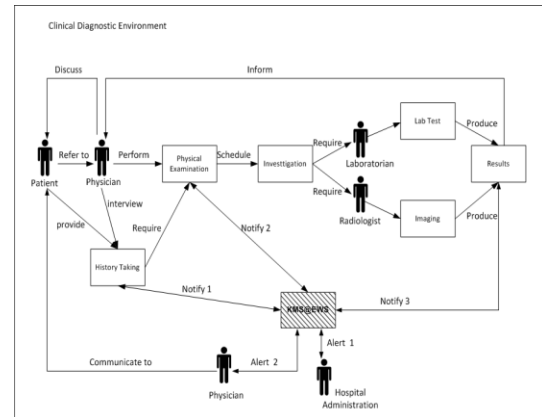 Clinical Diagnostic Environment
Discuss
Inform
Refer to
Perform
Physical
Examination
Schedule
Investtigation
Require
Require
Laboratorian
Radiologist
Lab Test
Imaging
Produce
Produce
Results
Patient
Physician
provide
interview
Require
History Taking
Notify 1
Notify 2
Notify 3
KMS@EWS
Alert 1
Alert 2
Communicate to
Physician
Hospital
Administration